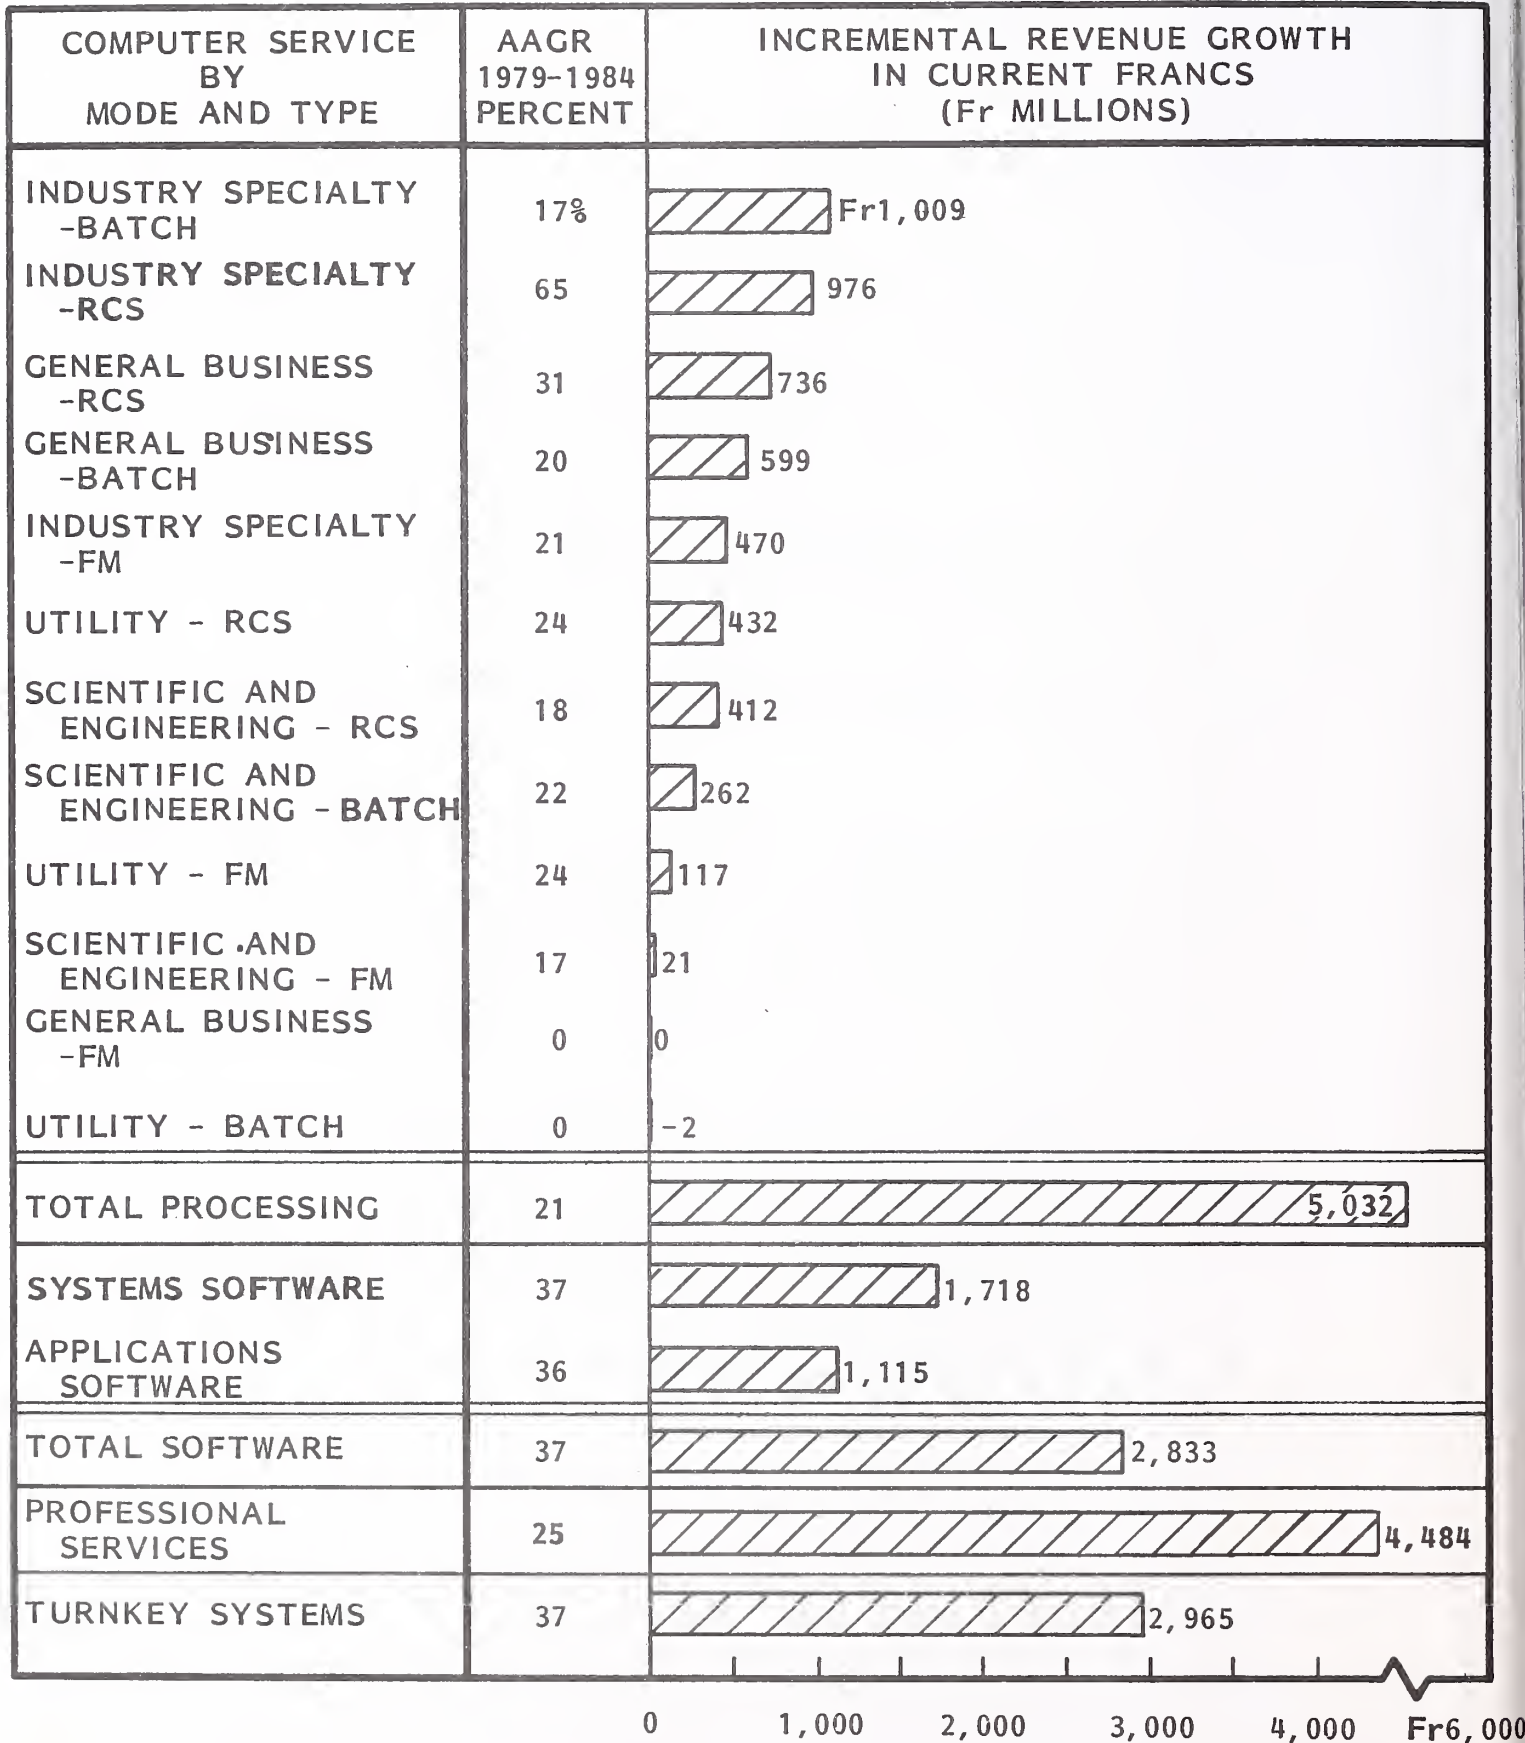 COMPUTER SERVICE
BY
MODE AND TYPE
AAGR
1979-1984
PERCENT
INCREMENTAL REVENUE GROWTH
IN CURRENT FRANCS
(Fr MILLIONS)
INDUSTRY SPECIALTY
-BATCH
17%
Fr1,009
INDUSTRY SPECIALTY
-RCS
65
976
GENERAL BUSINESS
-RCS
31
736
GENERAL BUSINESS
-BATCH
20
599
INDUSTRY SPECIALTY
-FM
21
470
UTILITY - RCS
24
432
SCIENTIFIC AND
ENGINEERING - RCS
18
412
SCIENTIFIC AND
ENGINEERING - BATCH
22
262
UTILITY - FM
24
117
SCIENTIFIC AND
ENGINEERING - FM
17
21
GENERAL BUSINESS
-FM
0
0
UTILITY - BATCH
0
-2
TOTAL PROCESSING
21
5,032
SYSTEMS SOFTWARE
37
1,718
APPLICATIONS
SOFTWARE
36
1,115
TOTAL SOFTWARE
37
2,833
PROFESSIONAL
SERVICES
25
4,484
TURNKEY SYSTEMS
37
2,965
0 1,000 2,000 3,000 4,000 Fr6,000